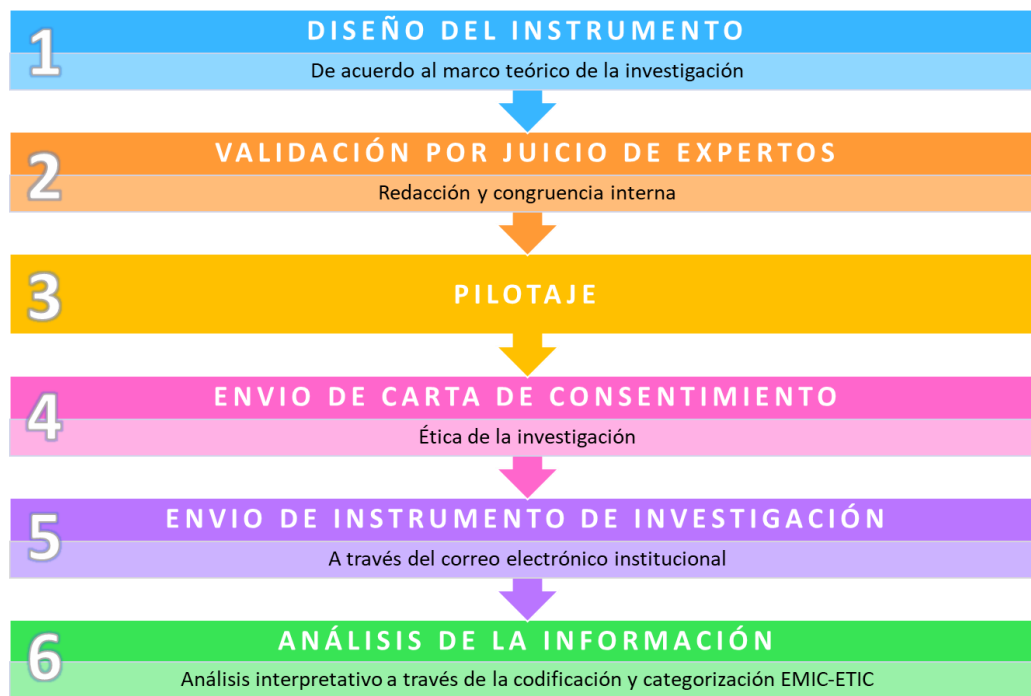 1
DISEÑO DEL INSTRUMENTO
De acuerdo al marco teórico de la investigación
2
VALIDACIÓN POR JUICIO DE EXPERTOS
Redacción y congruencia interna
3
PILOTAJE
4
ENVIO DE CARTA DE CONSENTIMIENTO
Ética de la investigación
5
ENVIO DE INSTRUMENTO DE INVESTIGACIÓN
A través del correo electrónico institucional
6
ANÁLISIS DE LA INFORMACIÓN
Análisis interpretativo a través de la codificación y categorización EMIC-ETIC